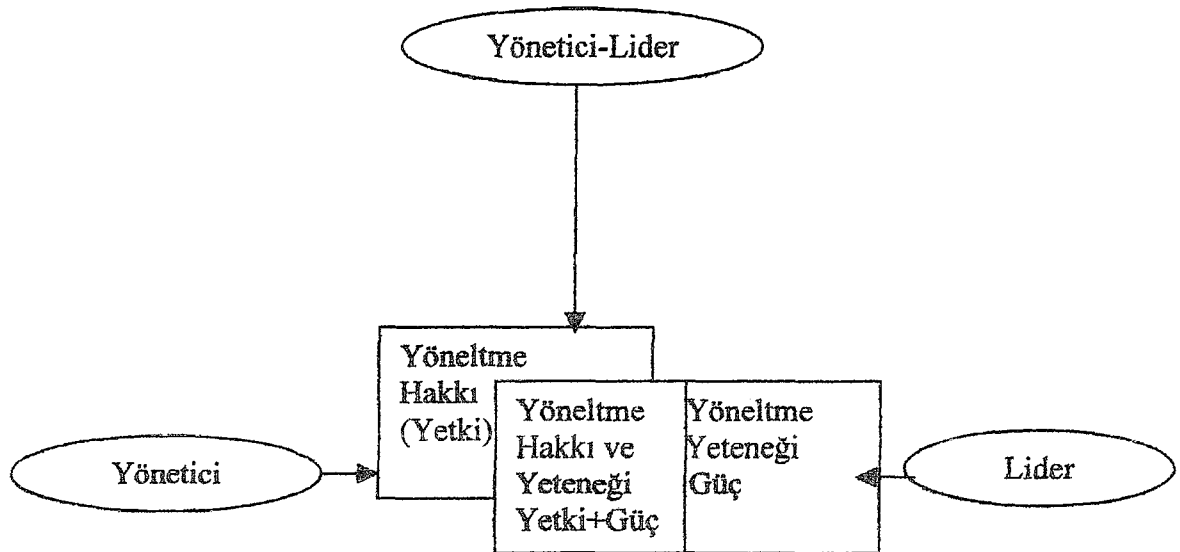 Yönetici-Lider
Yöneltme
Hakkı
(Yetki)
Yöneltme
Hakkı ve
Yeteneği
Yetki+Güç
Yöneltme
Yeteneği
Güç
Yönetici
Lider